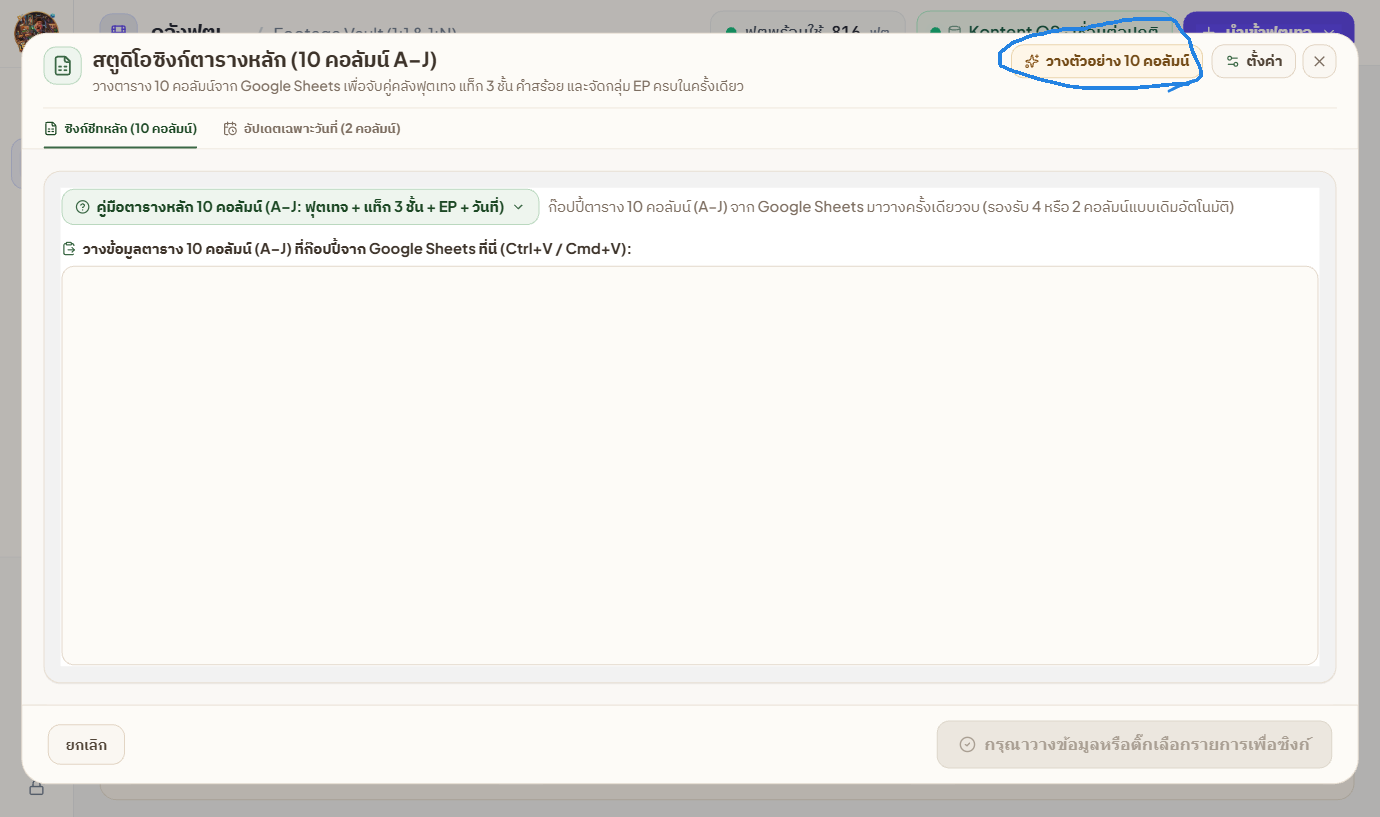 Footage Vault (1:1 & 1:N)
816
สตูดิโอซิงก์ตารางหลัก (10 คอลัมน์ A–J)
วางตาราง 10 คอลัมน์จาก Google Sheets เพื่อจับคู่คลังฟุตเทจ แท็ก 3 ชั้น คำสร้อย และจัดกลุ่ม EP ครบในครั้งเดียว
วางตัวอย่าง 10 คอลัมน์
ตั้งค่า
ซิงก์ชีทหลัก (10 คอลัมน์)
อัปเดตเฉพาะวันที่ (2 คอลัมน์)
คู่มือตารางหลัก 10 คอลัมน์ (A–J: ฟุตเทจ + แท็ก 3 ชั้น + EP + วันที่)
ก๊อปปี้ตาราง 10 คอลัมน์ (A–J) จาก Google Sheets มาวางครั้งเดียวจบ (รองรับ 4 หรือ 2 คอลัมน์แบบเดิมอัตโนมัติ)
วางข้อมูลตาราง 10 คอลัมน์ (A–J) ที่ก๊อปปี้จาก Google Sheets ที่นี่ (Ctrl+V / Cmd+V):
ยกเลิก
กรุณาวางข้อมูลหรือติ๊กเลือกรายการเพื่อซิงก์